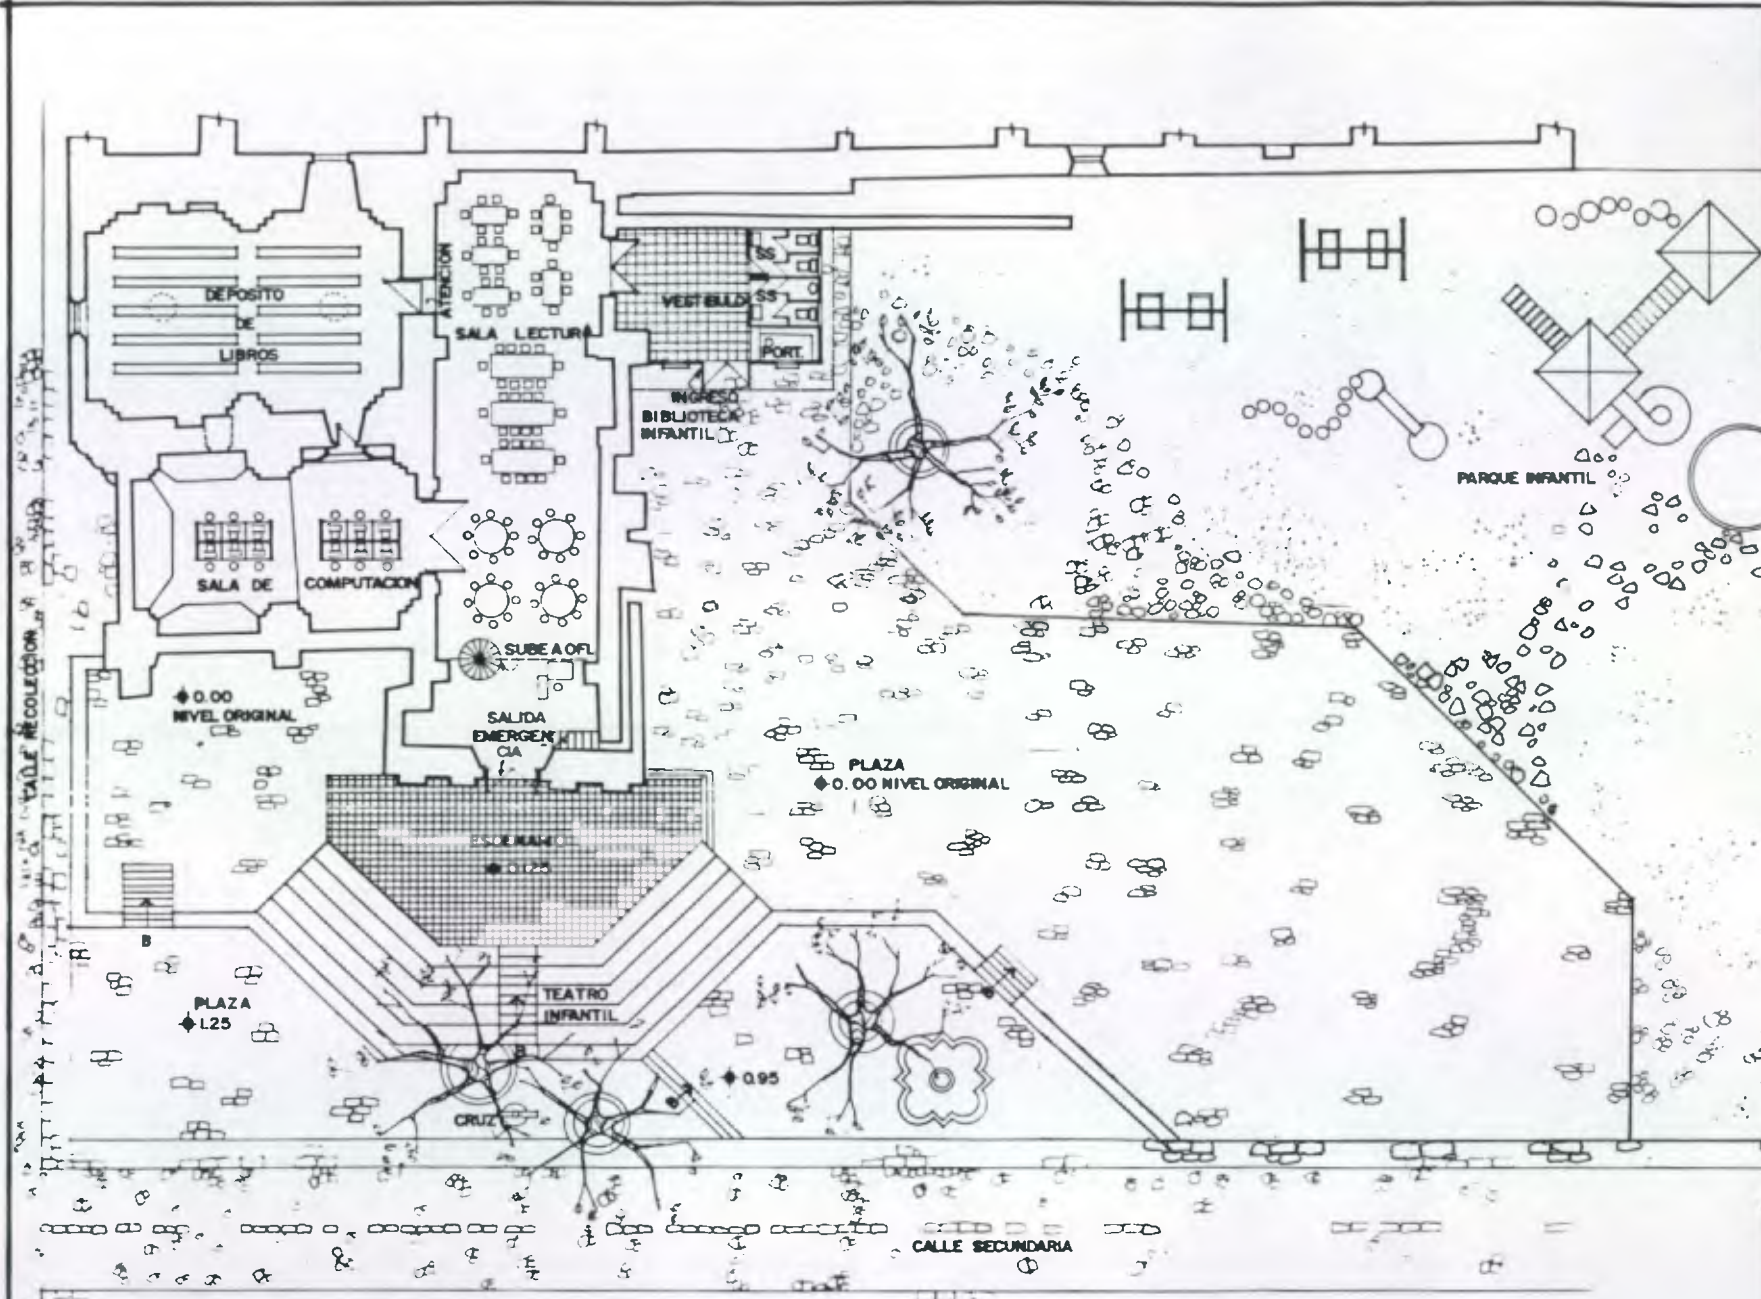 ATENCION
SS
SS
DEPOSITO
DE
LIBROS
VESTIBULO
SALA LECTURA
PORT.
INGRESO
BIBLIOTECA
INFANTIL
PARQUE INFANTIL
SALA DE COMPUTACION
SUBE A OFI.
CALLE RECOLECCION
0.00
NIVEL ORIGINAL
SALIDA
EMERGEN
CIA
PLAZA
0.00 NIVEL ORIGINAL
B
TEATRO
INFANTIL
PLAZA
1.25
B
0.95
B
B
CRUZ
CALLE SECUNDARIA